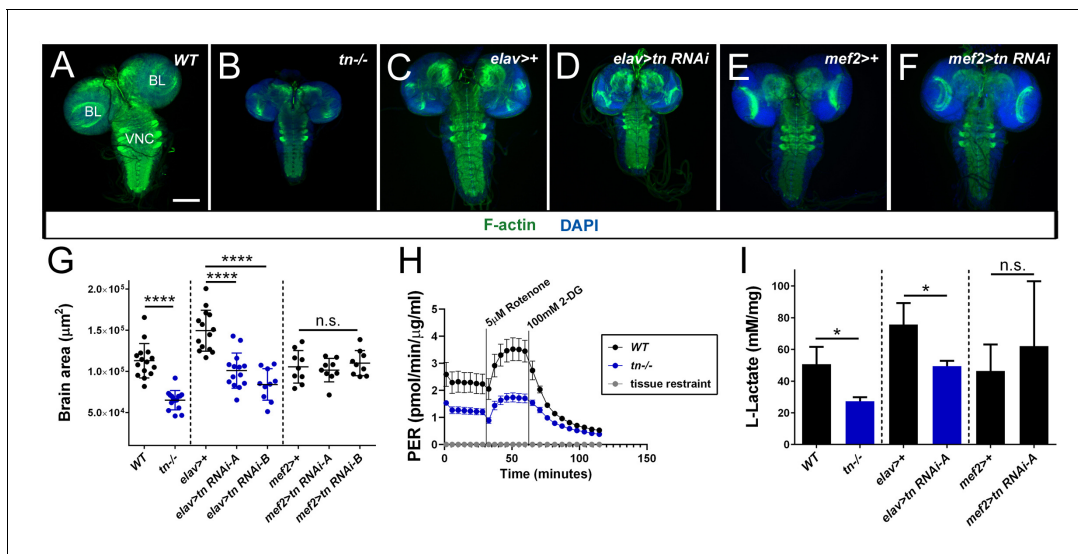 A
WT
BL
BL
VNC
B
tn-/-
C
elav>+
D
elav>tn RNAi
E
mef2>+
F
mef2>tn RNAi
F-actin DAPI
G
Brain area (µm²)
2.0×10⁵
1.5×10⁵
1.0×10⁵
5.0×10⁴
****
****
****
n.s.
WT
tn-/-
elav>+
elav>tn RNAi-A
elav>tn RNAi-B
mef2>+
mef2>tn RNAi-A
mef2>tn RNAi-B
H
PER (pmol/min/µg/ml)
5
4
3
2
1
0
0 50 100 150
Time (minutes)
5µM Rotenone
100mM 2-DG
WT
tn-/-
tissue restraint
I
L-Lactate (mM/mg)
100
80
60
40
20
0
*
*
n.s.
WT
tn-/-
elav>+
elav>tn RNAi-A
mef2>+
mef2>tn RNAi-A